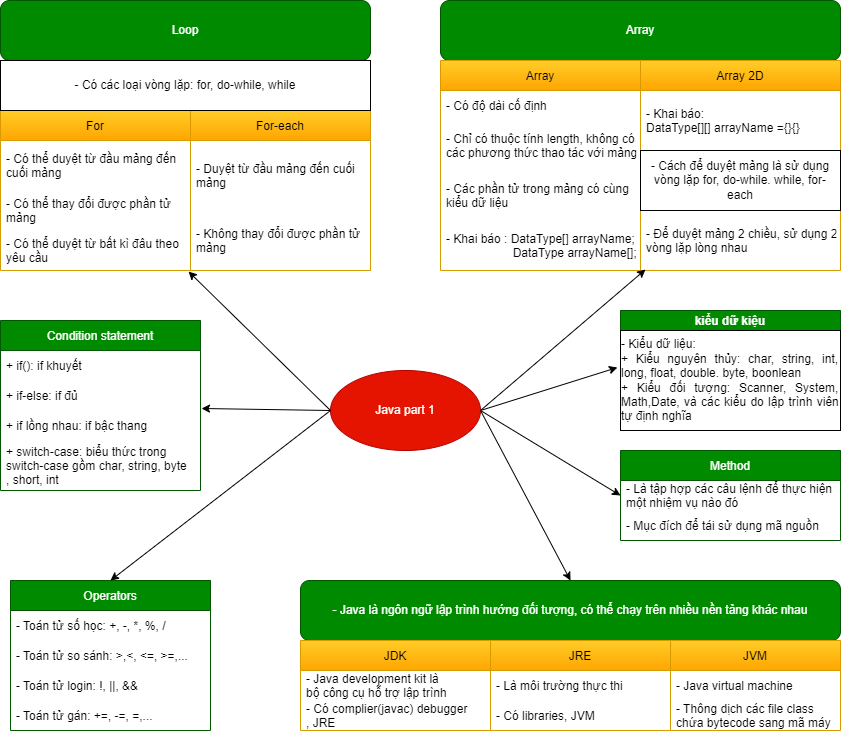 Loop
- Có các loại vòng lặp: for, do-while, while
For
For-each
- Có thể duyệt từ đầu mảng đến
cuối mảng
- Có thể thay đổi được phần tử
mảng
- Có thể duyệt từ bất kì đâu theo
yêu cầu
- Duyệt từ đầu mảng đến cuối
mảng
- Không thay đổi được phần tử
mảng
Array
Array
Array 2D
- Có độ dài cố định
- Chỉ có thuộc tính length, không có
các phương thức thao tác với mảng
- Các phần tử trong mảng có cùng
kiểu dữ liệu
- Khai báo : DataType[] arrayName;
DataType arrayName[];
- Khai báo:
DataType[][] arrayName ={}{}
- Cách để duyệt mảng là sử dụng
vòng lặp for, do-while. while, for-
each
- Để duyệt mảng 2 chiều, sử dụng 2
vòng lặp lòng nhau
Condition statement
+ if(): if khuyết
+ if-else: if đủ
+ if lồng nhau: if bậc thang
+ switch-case: biểu thức trong
switch-case gồm char, string, byte
, short, int
Java part 1
kiểu dữ kiệu
- Kiểu dữ liệu:
+ Kiểu nguyên thủy: char, string, int,
long, float, double. byte, boonlean
+ Kiểu đối tượng: Scanner, System,
Math,Date, và các kiểu do lập trình viên
tự định nghĩa
Method
- Là tập hợp các câu lệnh để thực hiện
một nhiệm vụ nào đó
- Mục đích để tái sử dụng mã nguồn
Operators
- Toán tử số học: +, -, *, %, /
- Toán tử so sánh: >,<, <=, >=,...
- Toán tử login: !, ||, &&
- Toán tử gán: +=, -=, =,...
- Java là ngôn ngữ lập trình hướng đối tượng, có thể chạy trên nhiều nền tảng khác nhau
JDK
JRE
JVM
- Java development kit là
bộ công cụ hỗ trợ lập trình
- Có complier(javac) debugger
, JRE
- Là môi trường thực thi
- Có libraries, JVM
- Java virtual machine
- Thông dịch các file class
chứa bytecode sang mã máy